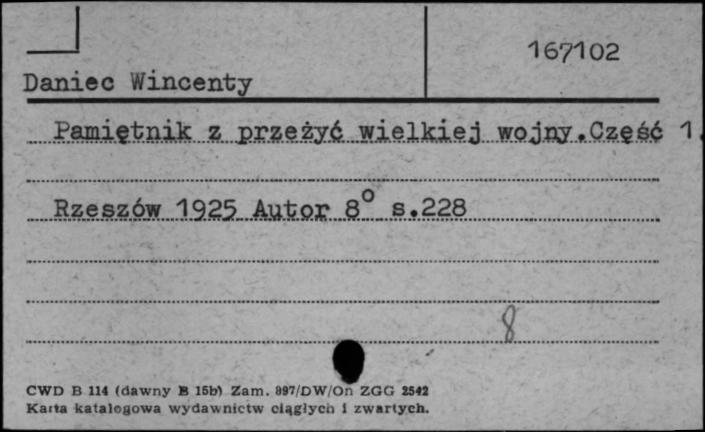 167102
Daniec Wincenty
Pamiętnik z przeżyć wielkiej wojny.Część 1.
Rzeszów 1925 Autor 8° s.228
8
CWD B 114 (dawny B 15b) Zam. 897/DW/On ZGG 2542
Karta katalogowa wydawnictw ciągłych i zwartych.